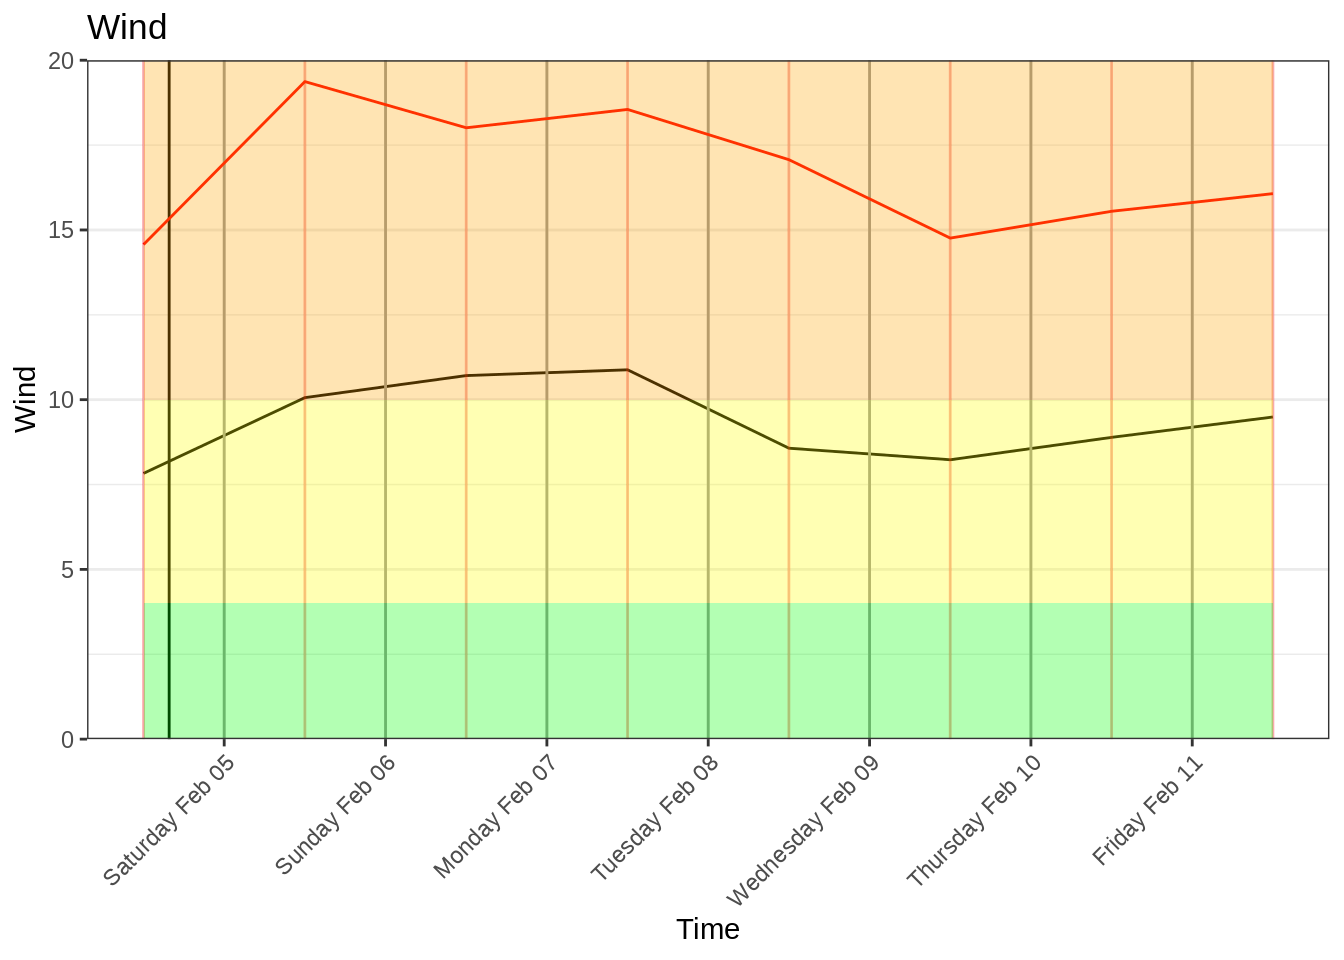 Wind
20
15
10
5
0
Wind
Saturday Feb 05
Sunday Feb 06
Monday Feb 07
Tuesday Feb 08
Wednesday Feb 09
Thursday Feb 10
Friday Feb 11
Time